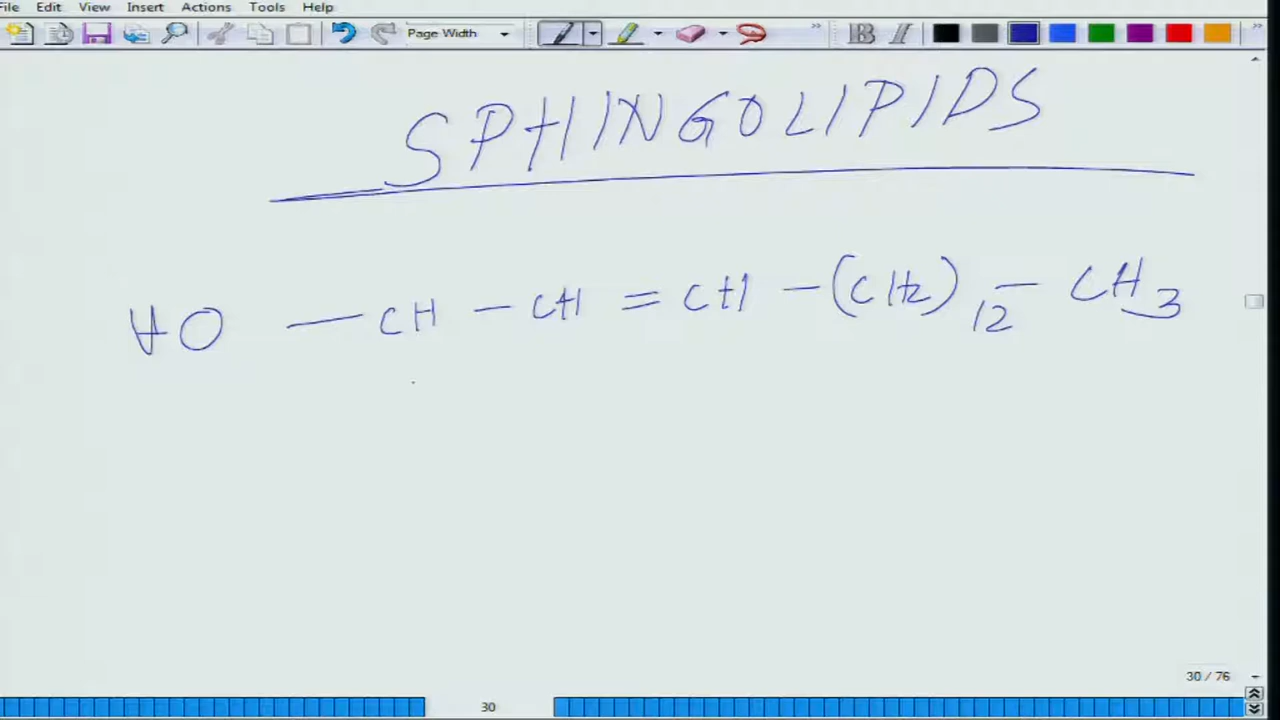 File Edit View Insert Actions Tools Help
Page Width
B I
SPHINGOLIPIDS
HO — CH – CH = CH – (CH2)12 – CH3
30 / 76
30